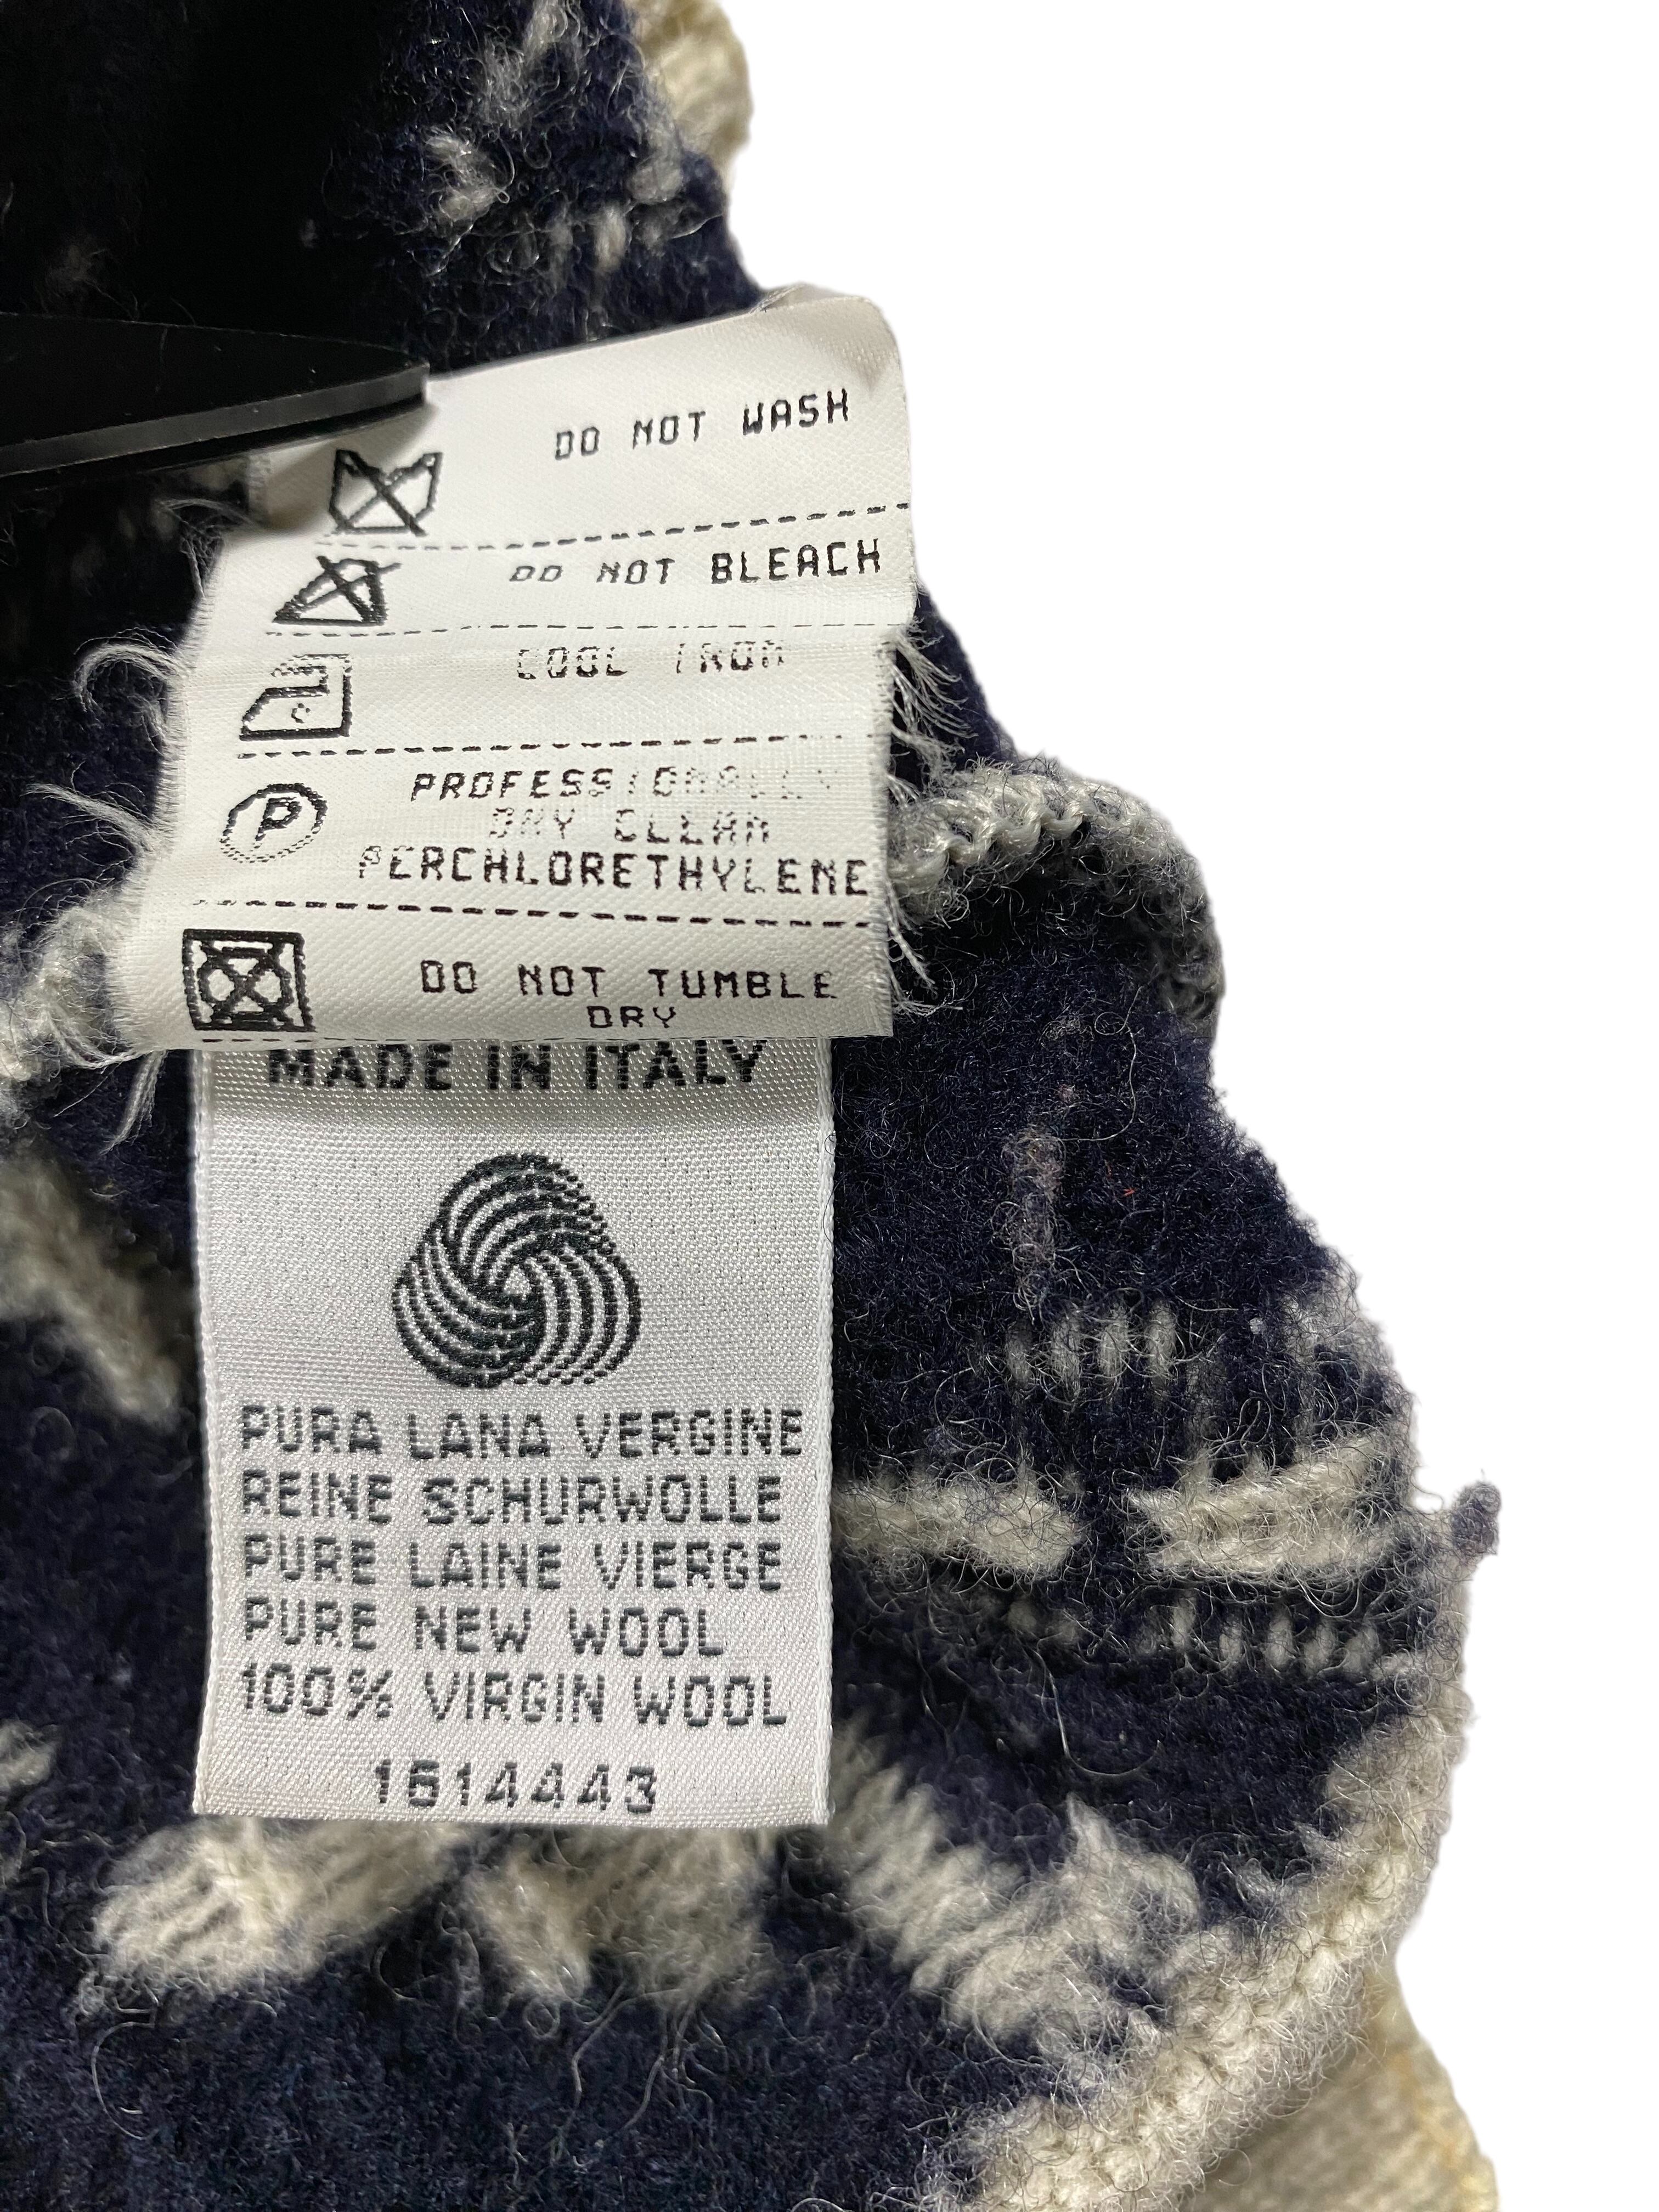 DO NOT WASH
DO NOT BLEACH
COOL IRON
c
PROFESSIONALLY
DRY CLEAN
P
PERCHLORETHYLENE
DO NOT TUMBLE
DRY
MADE IN ITALY
PURA LANA VERGINE
REINE SCHURWOLLE
PURE LAINE VIERGE
PURE NEW WOOL
100% VIRGIN WOOL
1614443